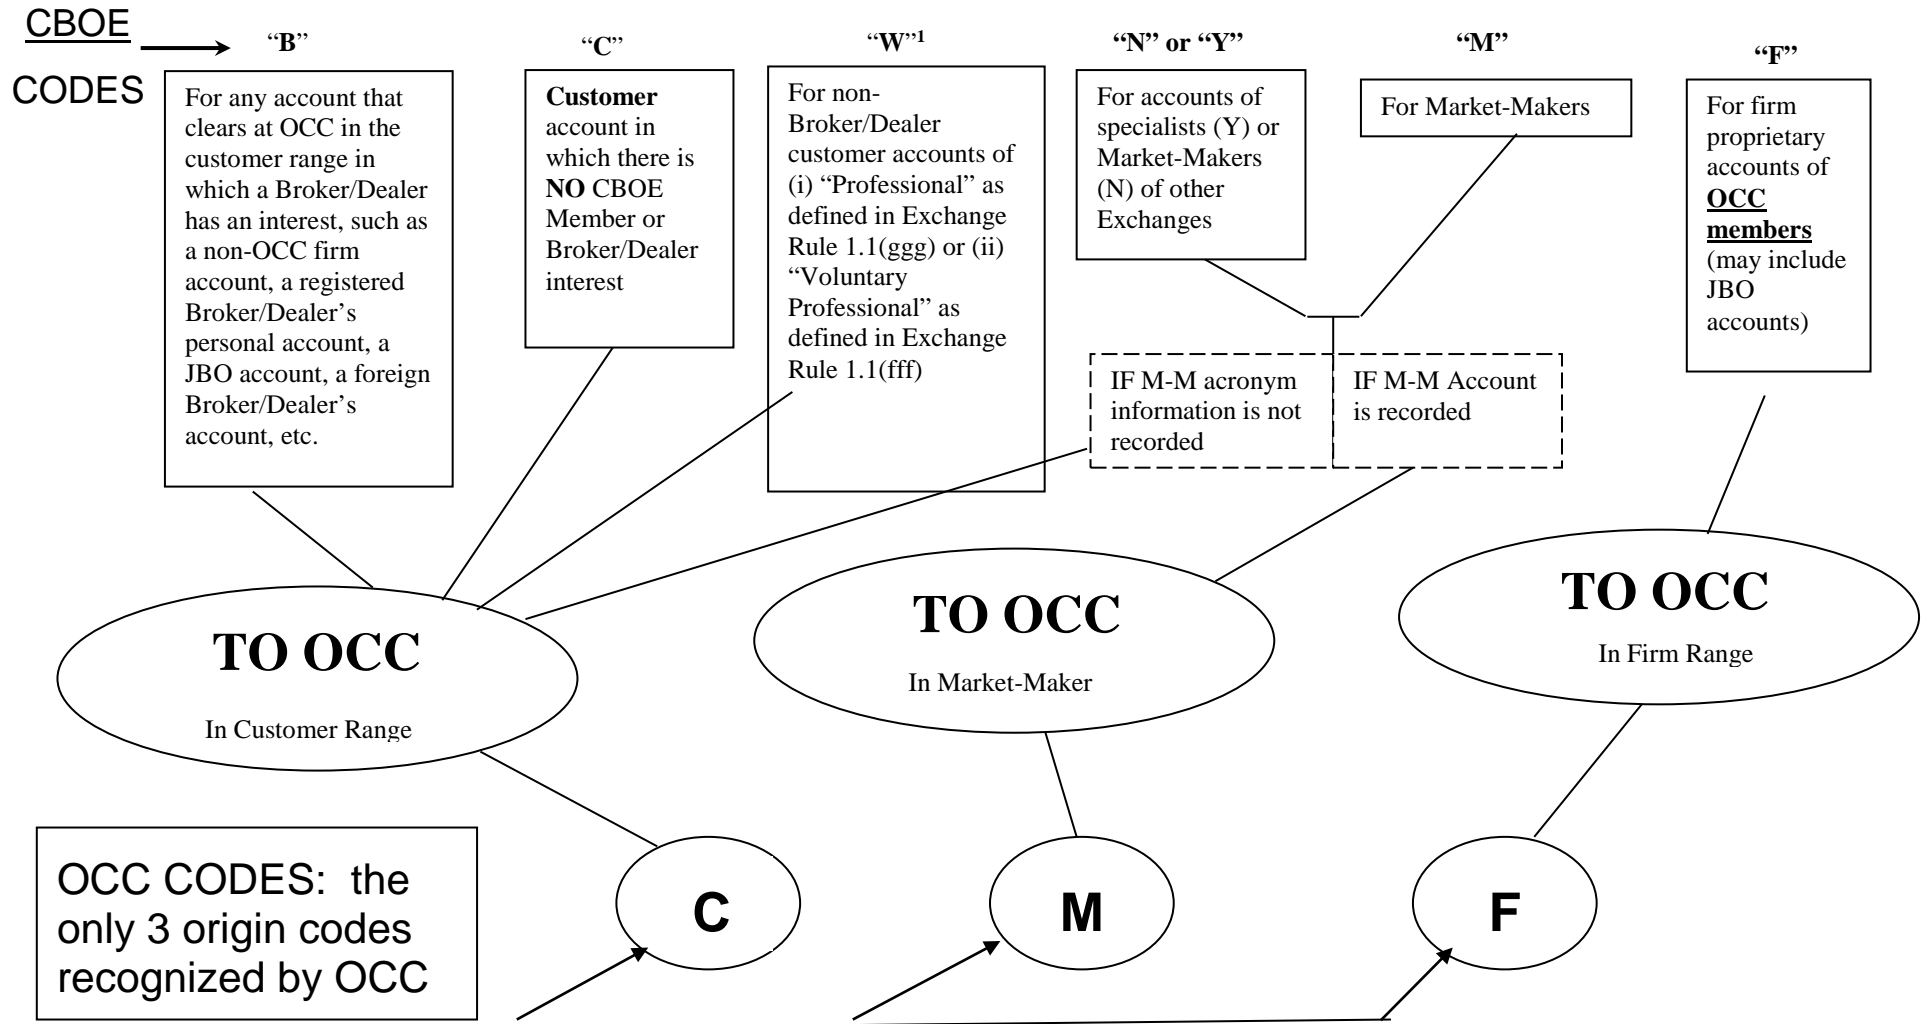 CBOE
CODES
“B”
For any account that
clears at OCC in the
customer range in
which a Broker/Dealer
has an interest, such as
a non-OCC firm
account, a registered
Broker/Dealer’s
personal account, a
JBO account, a foreign
Broker/Dealer’s
account, etc.
“C”
Customer
account in
which there is
NO CBOE
Member or
Broker/Dealer
interest
“W”1
For non-
Broker/Dealer
customer accounts of
(i) “Professional” as
defined in Exchange
Rule 1.1(ggg) or (ii)
“Voluntary
Professional” as
defined in Exchange
Rule 1.1(fff)
“N” or “Y”
For accounts of
specialists (Y) or
Market-Makers
(N) of other
Exchanges
“M”
For Market-Makers
“F”
For firm
proprietary
accounts of
OCC
members
(may include
JBO
accounts)
IF M-M acronym
information is not
recorded
IF M-M Account
is recorded
TO OCC
In Customer Range
TO OCC
In Market-Maker
TO OCC
In Firm Range
OCC CODES:  the
only 3 origin codes
recognized by OCC
C
M
F